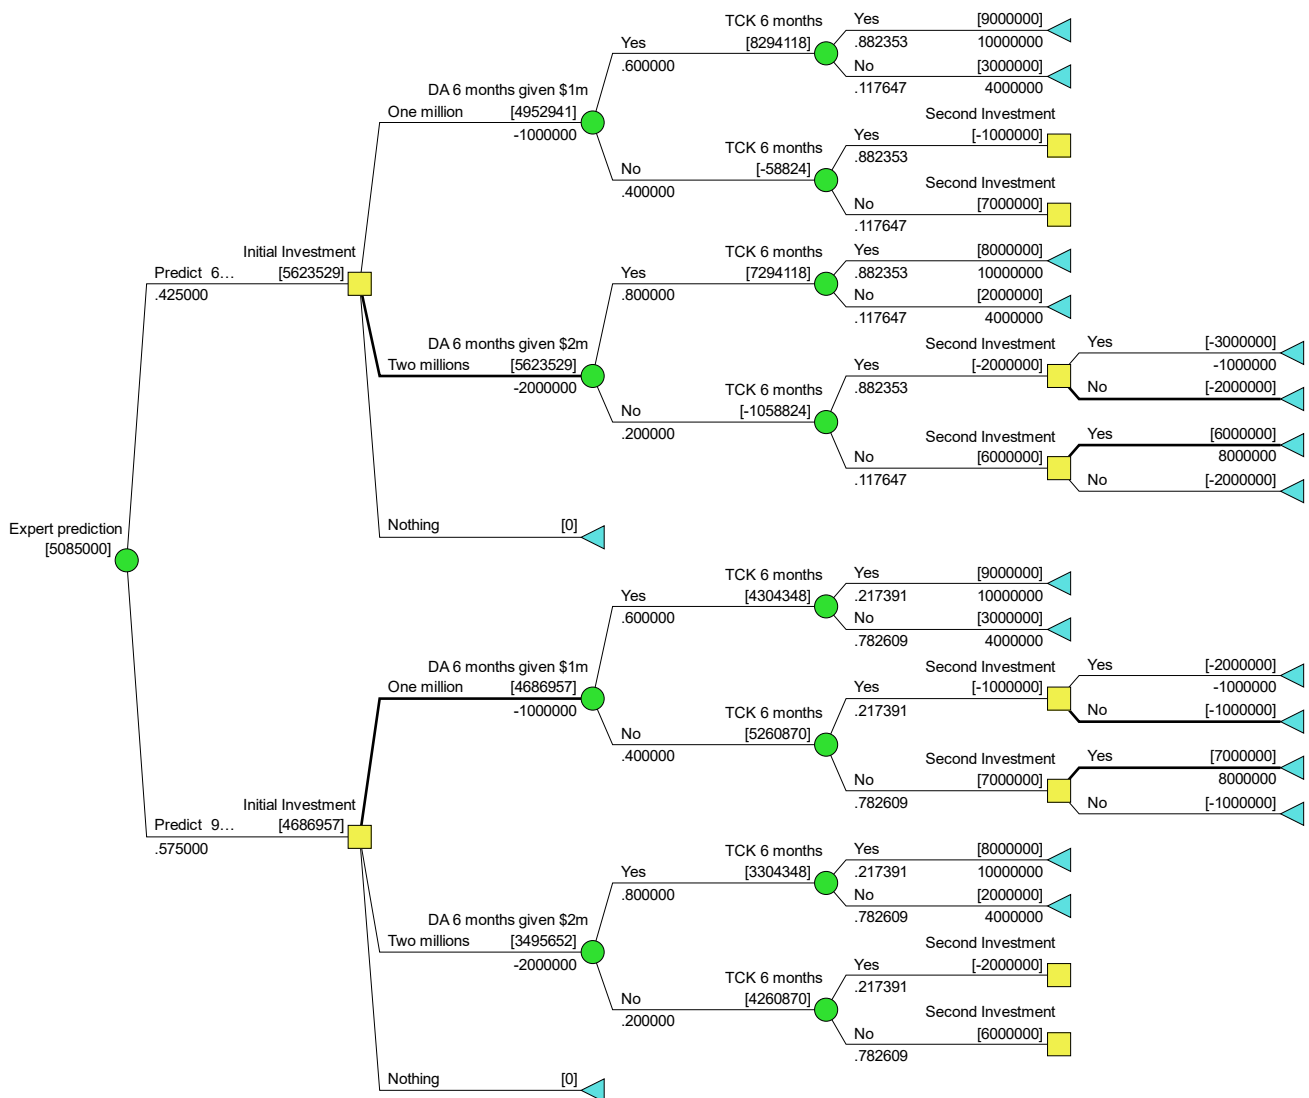 TCK 6 months
Yes [9000000]
Yes [8294118] .882353 10000000
.600000 No [3000000]
DA 6 months given $1m .117647 4000000
One million [4952941] Second Investment
-1000000 Yes [-1000000]
TCK 6 months .882353
No [-58824] Second Investment
.400000 No [7000000]
.117647
Initial Investment TCK 6 months
Predict 6… [5623529] Yes [8000000]
.425000 Yes [7294118] .882353 10000000
.800000 No [2000000]
.117647 4000000
DA 6 months given $2m Second Investment Yes [-3000000]
Two millions [5623529] Yes [-2000000] -1000000
-2000000 TCK 6 months .882353 No [-2000000]
No [-1058824] Second Investment Yes [6000000]
.200000 No [6000000] 8000000
.117647 No [-2000000]
Nothing [0]
Expert prediction
[5085000]
TCK 6 months Yes [9000000]
Yes [4304348] .217391 10000000
.600000 No [3000000]
.782609 4000000
DA 6 months given $1m Second Investment Yes [-2000000]
One million [4686957] Yes [-1000000] -1000000
-1000000 TCK 6 months .217391 No [-1000000]
No [5260870] Second Investment Yes [7000000]
.400000 No [7000000] 8000000
.782609 No [-1000000]
Initial Investment
Predict 9… [4686957]
.575000
TCK 6 months Yes [8000000]
Yes [3304348] .217391 10000000
.800000 No [2000000]
.782609 4000000
DA 6 months given $2m
Two millions [3495652] Second Investment
-2000000 Yes [-2000000]
TCK 6 months .217391
No [4260870] Second Investment
.200000 No [6000000]
.782609
Nothing [0]